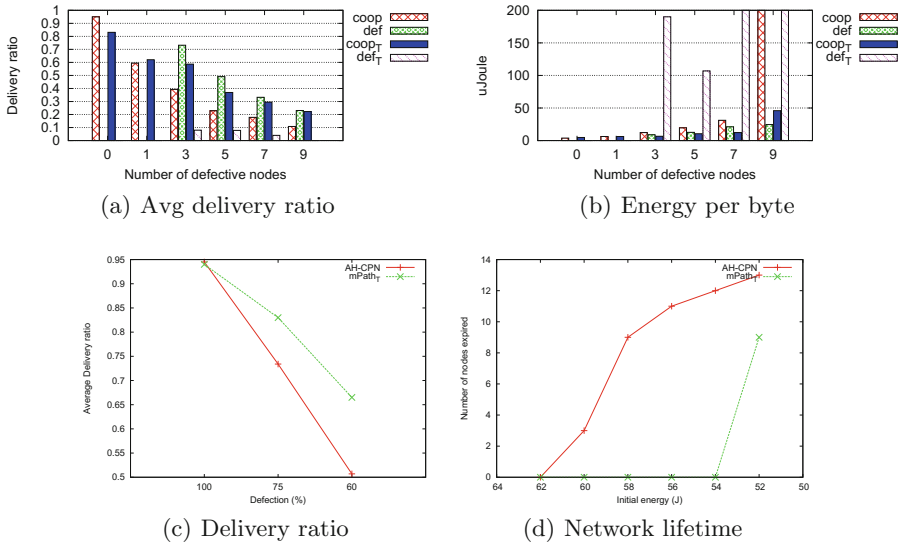 coop
def
coopT
defT
1
0.9
0.8
0.7
0.6
0.5
0.4
0.3
0.2
0.1
0
Delivery ratio
0 1 3 5 7 9
Number of defective nodes
(a) Avg delivery ratio
coop
def
coopT
defT
200
150
100
50
0
uJoule
0 1 3 5 7 9
Number of defective nodes
(b) Energy per byte
AH-CPN
mPathT
0.95
0.9
0.85
0.8
0.75
0.7
0.65
0.6
0.55
0.5
Average Delivery ratio
100 75 60
Defection (%)
(c) Delivery ratio
AH-CPN
mPathT
14
12
10
8
6
4
2
0
Number of nodes expired
64 62 60 58 56 54 52 50
Initial energy (J)
(d) Network lifetime